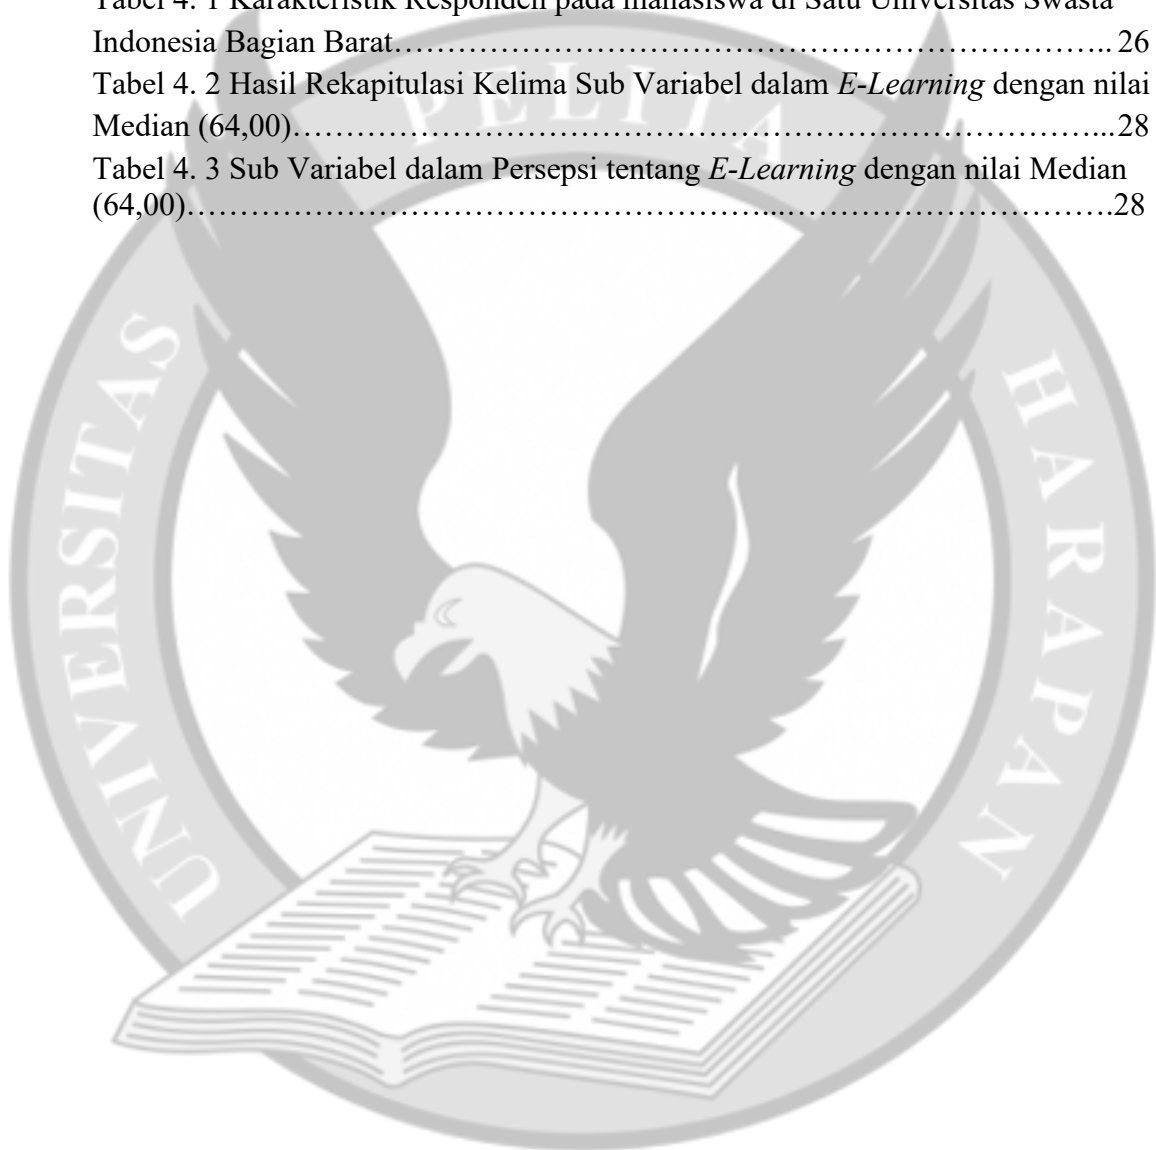 Tabel 4. 1 Karakteristik Responden pada mahasiswa di Satu Universitas Swasta
Indonesia Bagian Barat…………………………………………………………….. 26
Tabel 4. 2 Hasil Rekapitulasi Kelima Sub Variabel dalam E-Learning dengan nilai
Median (64,00)……………………………………………………………………...28
Tabel 4. 3 Sub Variabel dalam Persepsi tentang E-Learning dengan nilai Median
(64,00)………………………………………………...………………………….28
UNIVERSITAS
PELITA
HARAPAN